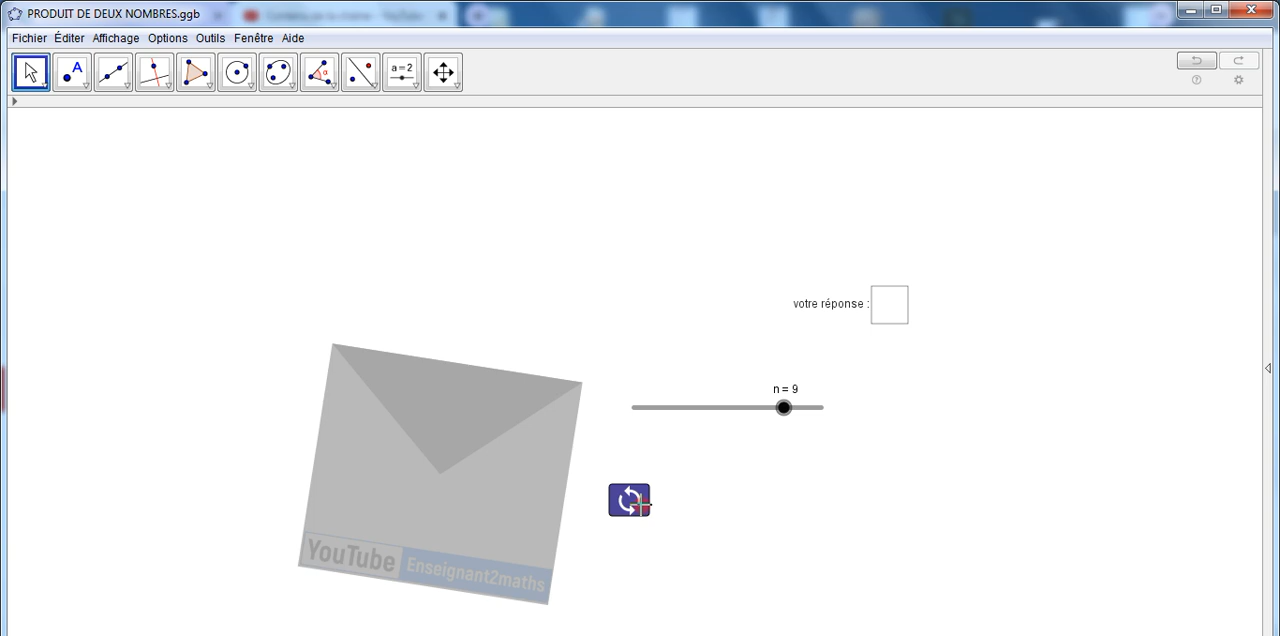 PRODUIT DE DEUX NOMBRES.ggb
Fichier Éditer Affichage Options Outils Fenêtre Aide
A
α
a=2
votre réponse :
n = 9
YouTube Enseignant2maths